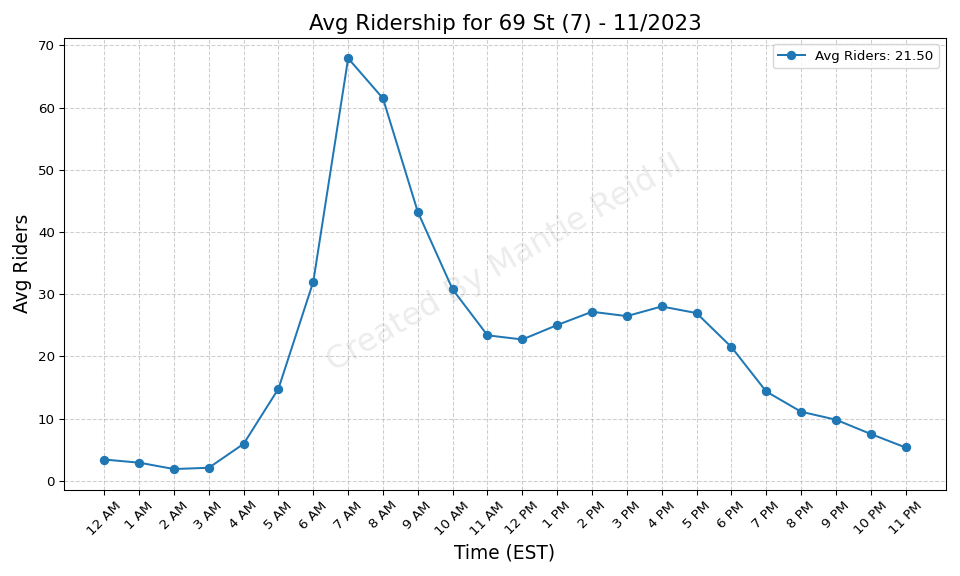 Avg Ridership for 69 St (7) - 11/2023
Avg Riders: 21.50
70
60
50
40
30
20
10
0
Avg Riders
Created By Mantie Reid II
12 AM
1 AM
2 AM
3 AM
4 AM
5 AM
6 AM
7 AM
8 AM
9 AM
10 AM
11 AM
12 PM
1 PM
2 PM
3 PM
4 PM
5 PM
6 PM
7 PM
8 PM
9 PM
10 PM
11 PM
Time (EST)